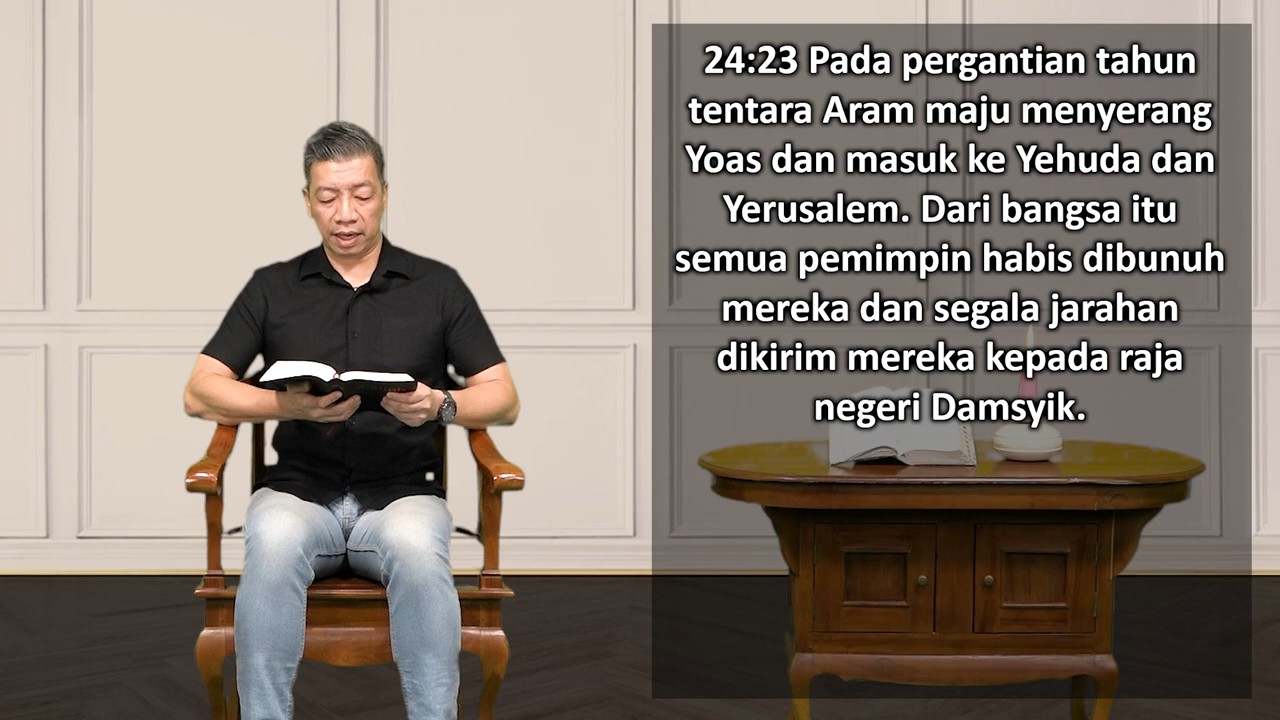 24:23 Pada pergantian tahun
tentara Aram maju menyerang
Yoas dan masuk ke Yehuda dan
Yerusalem. Dari bangsa itu
semua pemimpin habis dibunuh
mereka dan segala jarahan
dikirim mereka kepada raja
negeri Damsyik.